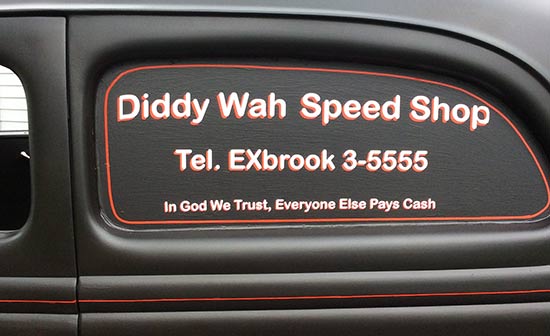 Diddy Wah Speed Shop
Tel. EXbrook 3-5555
In God We Trust, Everyone Else Pays Cash